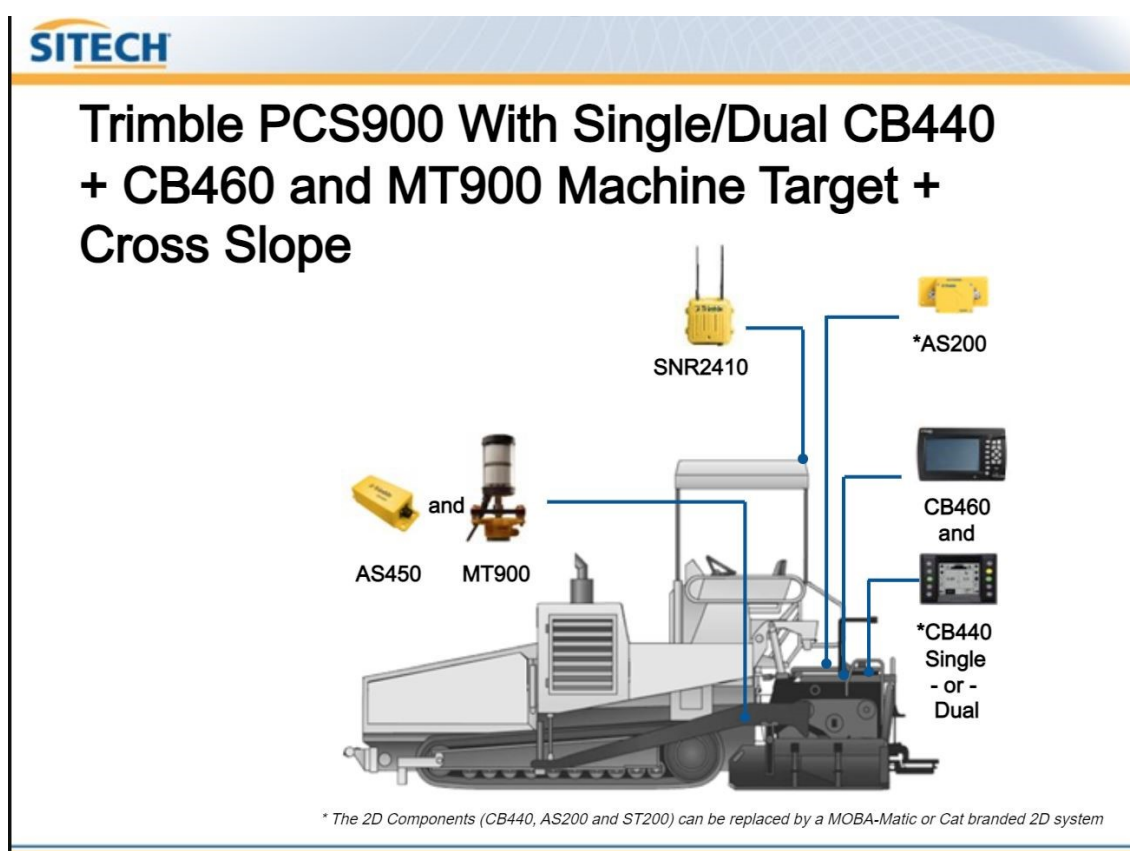 SITECH
Trimble PCS900 With Single/Dual CB440
+ CB460 and MT900 Machine Target +
Cross Slope
Trimble
SNR2410
*AS200
and
AS450
MT900
CB460
and
*CB440
Single
- or -
Dual
* The 2D Components (CB440, AS200 and ST200) can be replaced by a MOBA-Matic or Cat branded 2D system